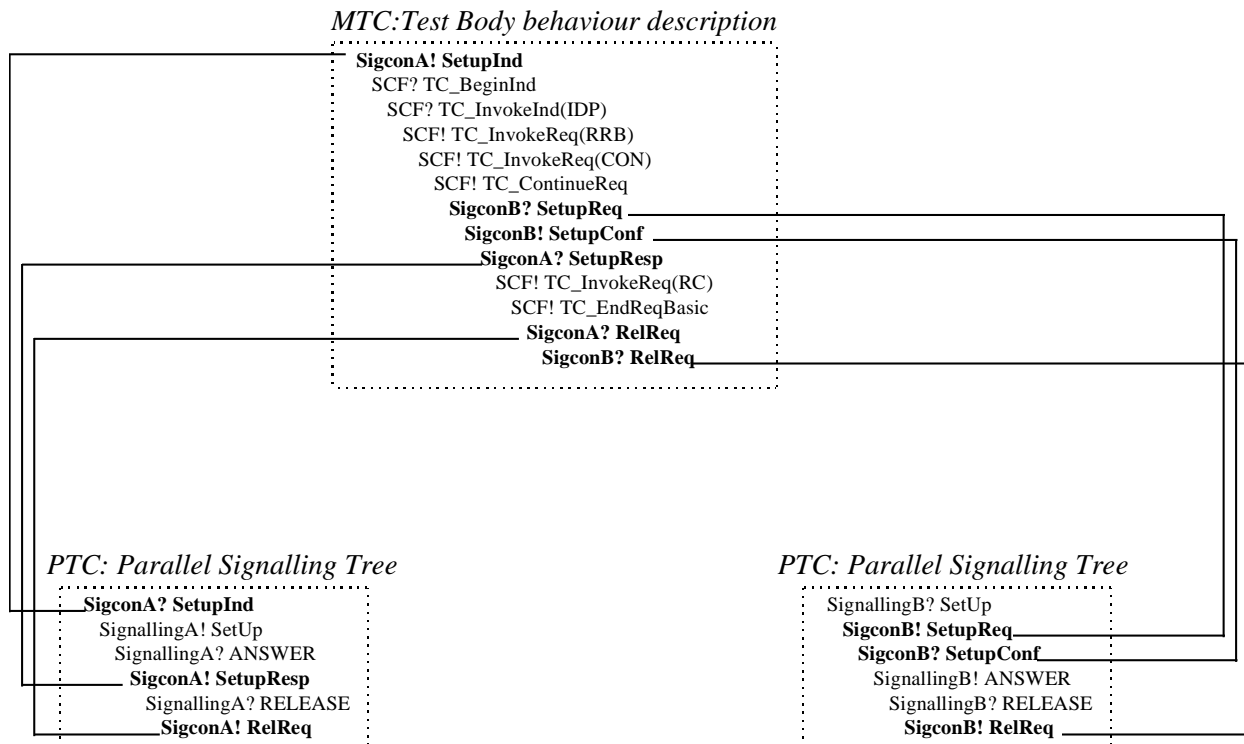 MTC:Test Body behaviour description
SigconA! SetupInd
SCF? TC_BeginInd
SCF? TC_InvokeInd(IDP)
SCF! TC_InvokeReq(RRB)
SCF! TC_InvokeReq(CON)
SCF! TC_ContinueReq
SigconB? SetupReq
SigconB! SetupConf
SigconA? SetupResp
SCF! TC_InvokeReq(RC)
SCF! TC_EndReqBasic
SigconA? RelReq
SigconB? RelReq
PTC: Parallel Signalling Tree
SigconA? SetupInd
SignallingA! SetUp
SignallingA? ANSWER
SigconA! SetupResp
SignallingA? RELEASE
SigconA! RelReq
PTC: Parallel Signalling Tree
SignallingB? SetUp
SigconB! SetupReq
SigconB? SetupConf
SignallingB! ANSWER
SignallingB? RELEASE
SigconB! RelReq